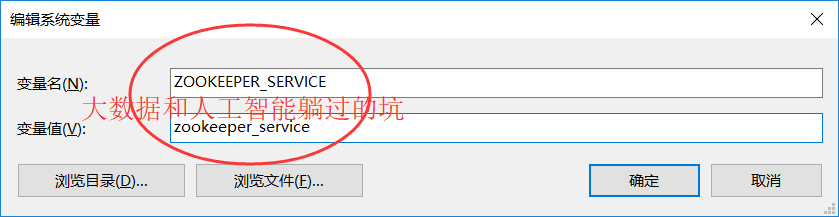 编辑系统变量
变量名(N):
ZOOKEEPER_SERVICE
大数据和人工智能躺过的坑
变量值(V):
zookeeper_service
浏览目录(D)...
浏览文件(F)...
确定
取消